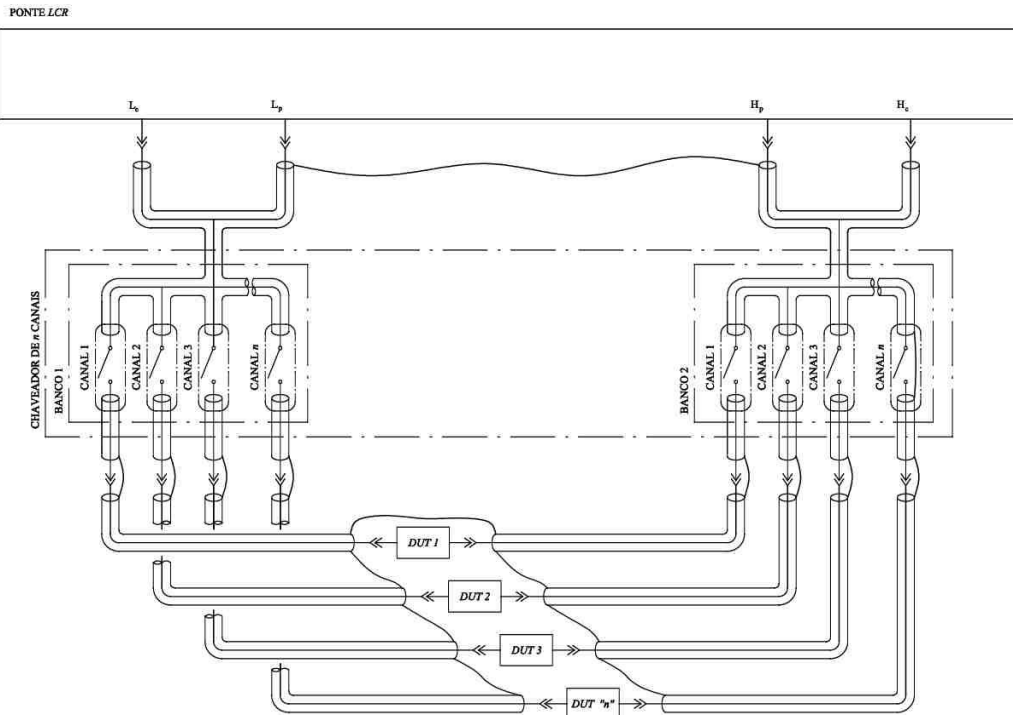 PONTE LCR
Lc
Lp
Hp
Hc
CHAVEADOR DE n CANAIS
BANCO 1
CANAL 1
CANAL 2
CANAL 3
CANAL n
BANCO 2
CANAL 1
CANAL 2
CANAL 3
CANAL n
DUT 1
DUT 2
DUT 3
DUT "n"